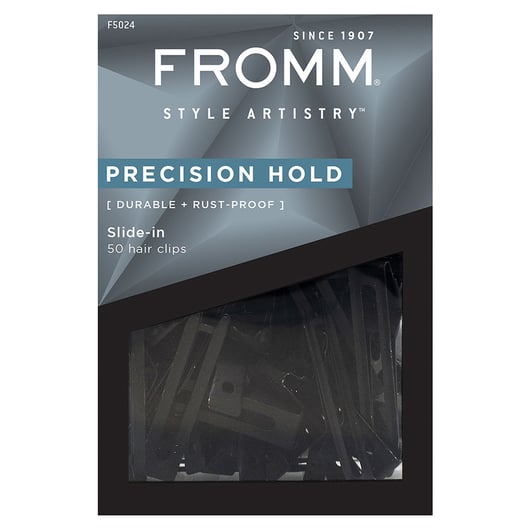 F5024
SINCE 1907
FROMM®
STYLE ARTISTRY™
PRECISION HOLD
[ DURABLE + RUST-PROOF ]
Slide-in
50 hair clips